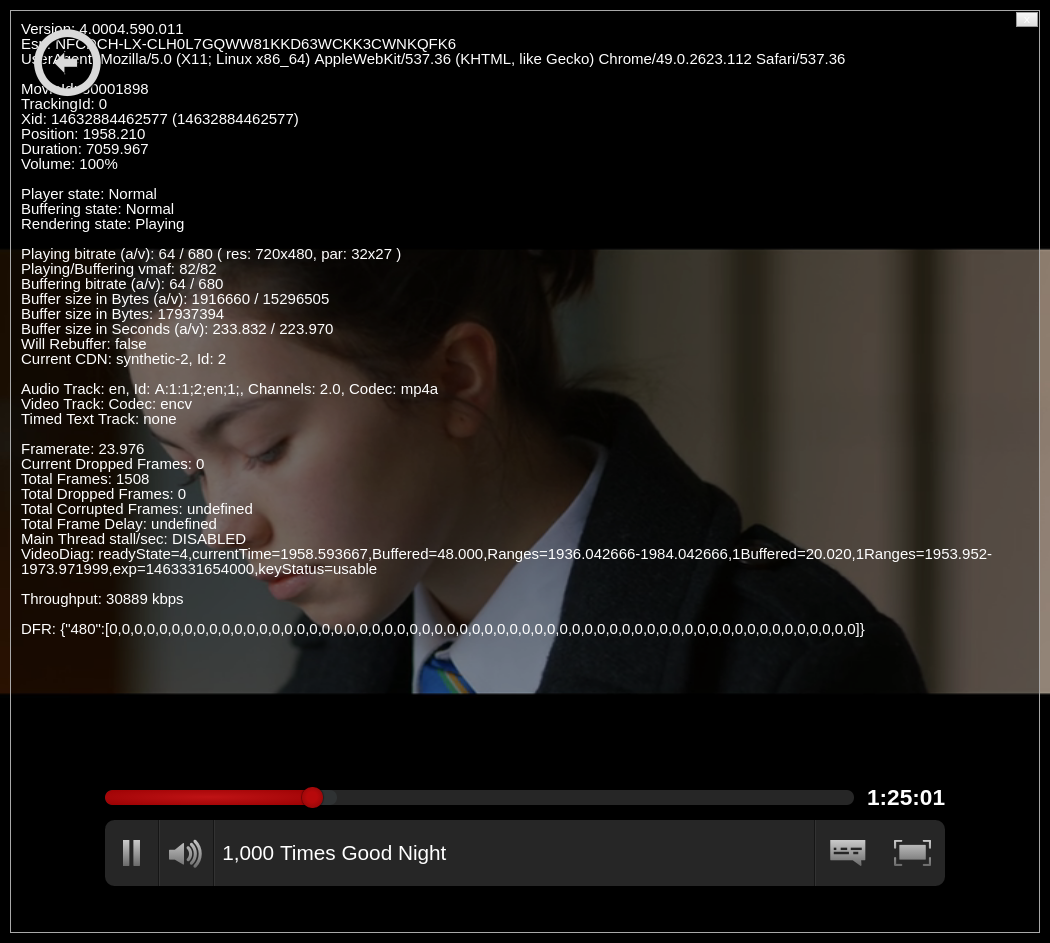 Version: 4.0004.590.011
Esn: NFCDCH-LX-CLH0L7GQWW81KKD63WCKK3CWNKQFK6
UserAgent: Mozilla/5.0 (X11; Linux x86_64) AppleWebKit/537.36 (KHTML, like Gecko) Chrome/49.0.2623.112 Safari/537.36
MovieId: 80001898
TrackingId: 0
Xid: 14632884462577 (14632884462577)
Position: 1958.210
Duration: 7059.967
Volume: 100%
Player state: Normal
Buffering state: Normal
Rendering state: Playing
Playing bitrate (a/v): 64 / 680 ( res: 720x480, par: 32x27 )
Playing/Buffering vmaf: 82/82
Buffering bitrate (a/v): 64 / 680
Buffer size in Bytes (a/v): 1916660 / 15296505
Buffer size in Bytes: 17937394
Buffer size in Seconds (a/v): 233.832 / 223.970
Will Rebuffer: false
Current CDN: synthetic-2, Id: 2
Audio Track: en, Id: A:1:1;2;en;1;, Channels: 2.0, Codec: mp4a
Video Track: Codec: encv
Timed Text Track: none
Framerate: 23.976
Current Dropped Frames: 0
Total Frames: 1508
Total Dropped Frames: 0
Total Corrupted Frames: undefined
Total Frame Delay: undefined
Main Thread stall/sec: DISABLED
VideoDiag: readyState=4,currentTime=1958.593667,Buffered=48.000,Ranges=1936.042666-1984.042666,1Buffered=20.020,1Ranges=1953.952-
1973.971999,exp=1463331654000,keyStatus=usable
Throughput: 30889 kbps
DFR: {"480":[0,0,0,0,0,0,0,0,0,0,0,0,0,0,0,0,0,0,0,0,0,0,0,0,0,0,0,0,0,0,0,0,0,0,0,0,0,0,0,0,0,0,0,0,0,0,0,0,0,0,0,0,0,0,0,0,0,0,0,0]}
1:25:01
1,000 Times Good Night